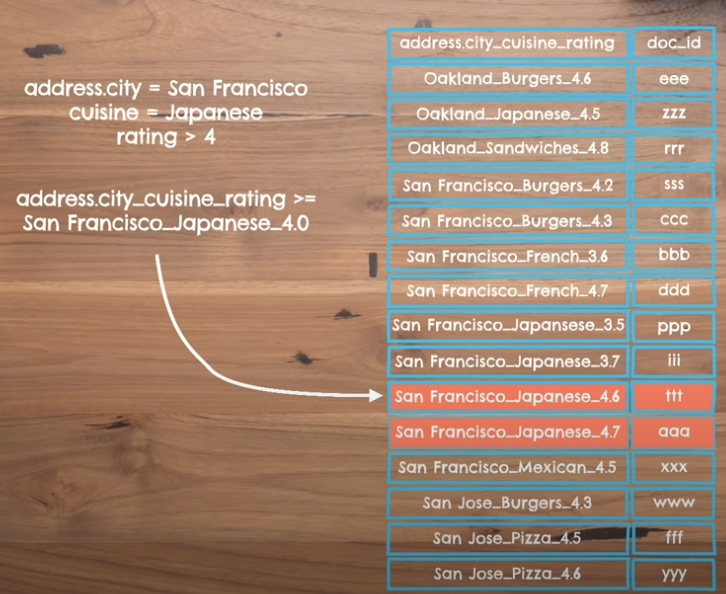 address.city = San Francisco
cuisine = Japanese
rating > 4
address.city_cuisine_rating >=
San Francisco_Japanese_4.0
address.city_cuisine_rating doc_id
Oakland_Burgers_4.6 eee
Oakland_Japanese_4.5 zzz
Oakland_Sandwiches_4.8 rrr
San Francisco_Burgers_4.2 sss
San Francisco_Burgers_4.3 ccc
San Francisco_French_3.6 bbb
San Francisco_French_4.7 ddd
San Francisco_Japansese_3.5 ppp
San Francisco_Japanese_3.7 iii
San Francisco_Japanese_4.6 ttt
San Francisco_Japanese_4.7 aaa
San Francisco_Mexican_4.5 xxx
San Jose_Burgers_4.3 www
San Jose_Pizza_4.5 fff
San Jose_Pizza_4.6 yyy